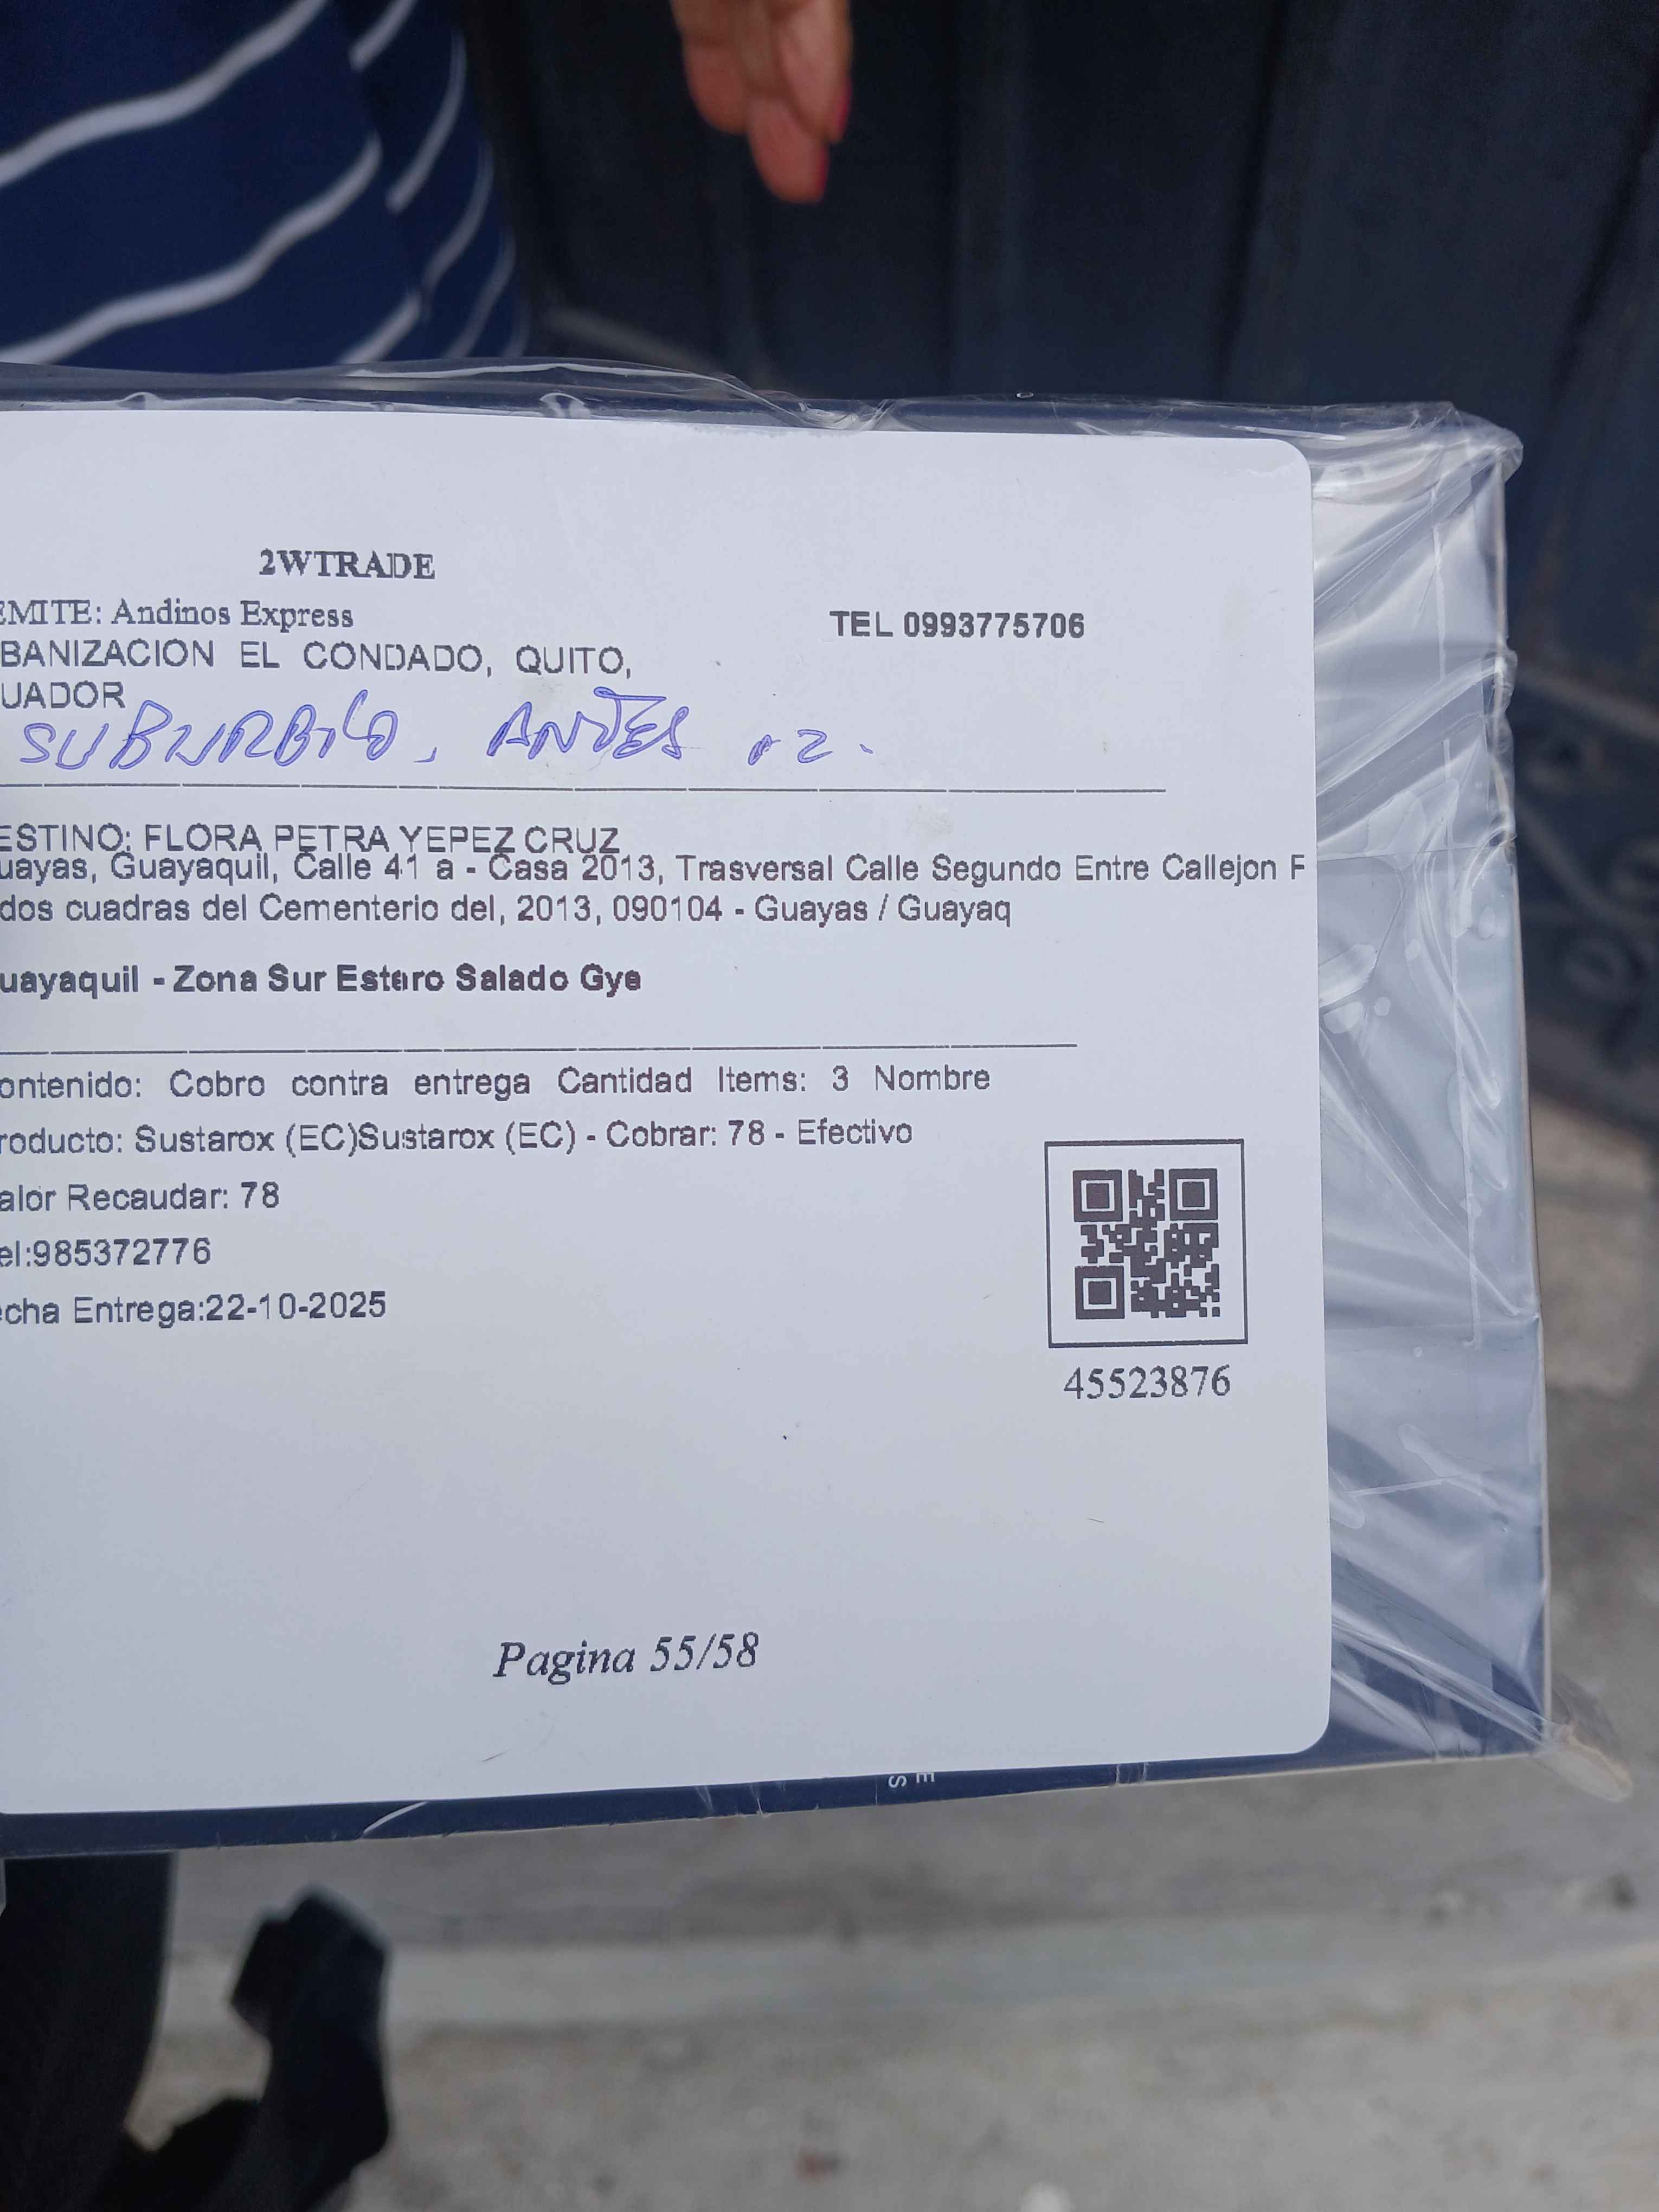 2WTRADE
EMITE: Andinos Express
TEL 0993775706
BANIZACION EL CONDADO, QUITO,
UADOR
SUBURBIO, ANTES 12.
ESTINO: FLORA PETRA YEPEZ CRUZ
uayas, Guayaquil, Calle 41 a - Casa 2013, Trasversal Calle Segundo Entre Callejon F
dos cuadras del Cementerio del, 2013, 090104 - Guayas / Guayaq
uayaquil - Zona Sur Estero Salado Gye
ontenido: Cobro contra entrega Cantidad Items: 3 Nombre
roducto: Sustarox (EC)Sustarox (EC) - Cobrar: 78 - Efectivo
alor Recaudar: 78
el:985372776
echa Entrega:22-10-2025
45523876
Pagina 55/58
E
S